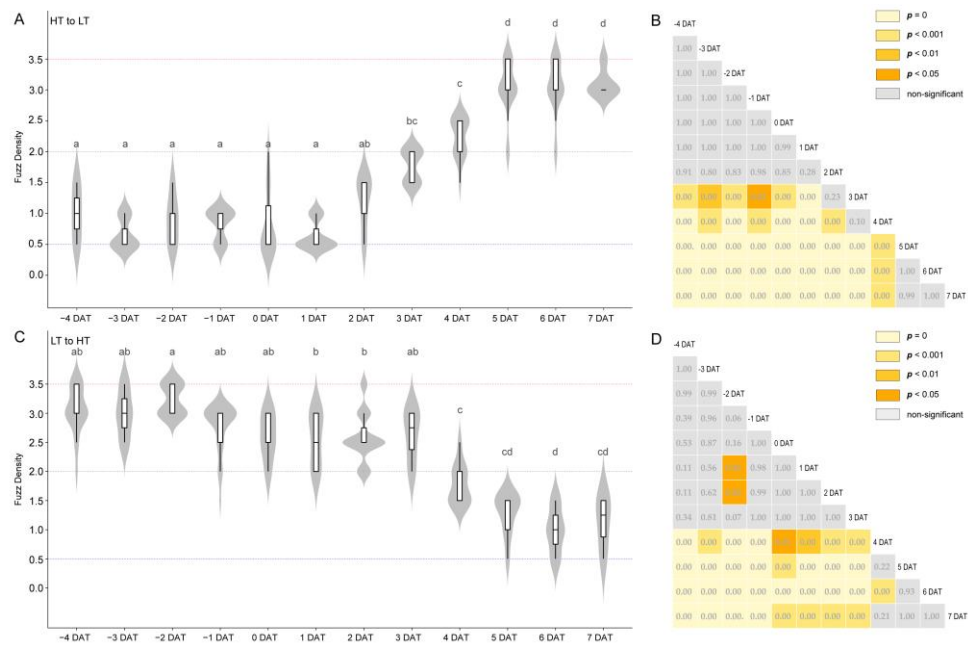 A
HT to LT
a a a a a a ab bc c d d d
Fuzz Density
3.5
3.0
2.5
2.0
1.5
1.0
0.5
0.0
−4 DAT −3 DAT −2 DAT −1 DAT 0 DAT 1 DAT 2 DAT 3 DAT 4 DAT 5 DAT 6 DAT 7 DAT
B
p = 0
p < 0.001
p < 0.01
p < 0.05
non-significant
-4 DAT
1.00 -3 DAT
1.00 1.00 -2 DAT
1.00 1.00 1.00 -1 DAT
1.00 1.00 1.00 1.00 0 DAT
1.00 1.00 1.00 1.00 0.99 1 DAT
0.91 0.60 0.63 0.98 0.65 0.28 2 DAT
0.00 0.00 0.00 0.00 0.00 0.23 3 DAT
0.00 0.00 0.00 0.00 0.00 0.00 0.00 0.10 4 DAT
0.00. 0.00 0.00 0.00 0.00 0.00 0.00 0.00 0.00 5 DAT
0.00 0.00 0.00 0.00 0.00 0.00 0.00 0.00 0.00 1.00 6 DAT
0.00 0.00 0.00. 0.00 0.00 0.00 0.00 0.00 0.00 0.99 1.00 7 DAT
C
LT to HT
ab ab a ab ab b b ab c cd d cd
Fuzz Density
3.5
3.0
2.5
2.0
1.5
1.0
0.5
0.0
−4 DAT −3 DAT −2 DAT −1 DAT 0 DAT 1 DAT 2 DAT 3 DAT 4 DAT 5 DAT 6 DAT 7 DAT
D
p = 0
p < 0.001
p < 0.01
p < 0.05
non-significant
-4 DAT
1.00 -3 DAT
0.99 0.99 -2 DAT
0.39 0.96 0.06 -1 DAT
0.53 0.87 0.16 1.00 0 DAT
0.11 0.56 0.96 1.00 1 DAT
0.11 0.62 0.99 1.00 1.00 2 DAT
0.34 0.93 0.07 1.00 1.00 1.00 1.00 3 DAT
0.00 0.00 0.00 0.00 0.00 0.00 0.00 4 DAT
0.00 0.00 0.00 0.00 0.00 0.00 0.00 0.00 0.22 5 DAT
0.00 0.00 0.00 0.00 0.00 0.00 0.00 0.00 0.00 0.93 6 DAT
0.00 0.00 0.00 0.00. 0.00 0.00 0.00 0.00 0.21 1.00 1.00 7 DAT